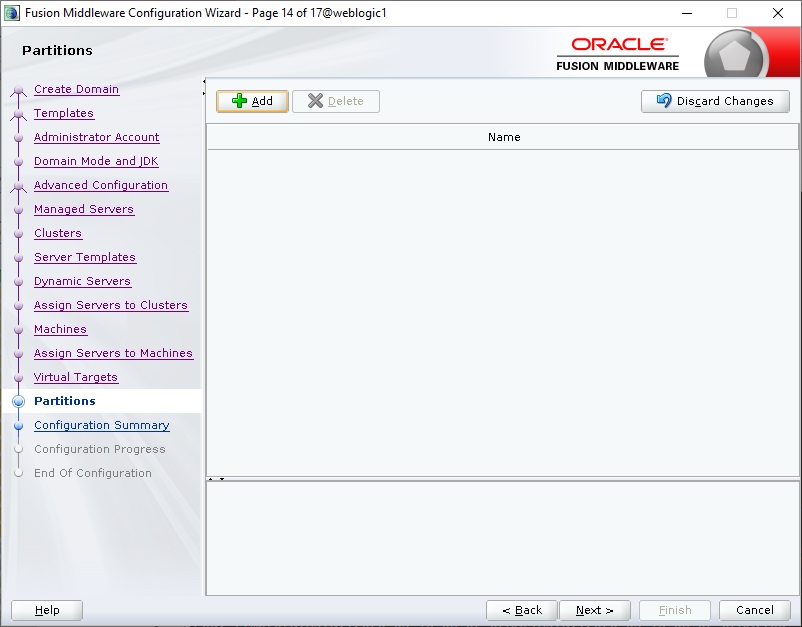 Fusion Middleware Configuration Wizard - Page 14 of 17@weblogic1
Partitions
ORACLE®
FUSION MIDDLEWARE
Create Domain
Templates
Administrator Account
Domain Mode and JDK
Advanced Configuration
Managed Servers
Clusters
Server Templates
Dynamic Servers
Assign Servers to Clusters
Machines
Assign Servers to Machines
Virtual Targets
Partitions
Configuration Summary
Configuration Progress
End Of Configuration
Add Delete Discard Changes
Name
Help < Back Next > Finish Cancel